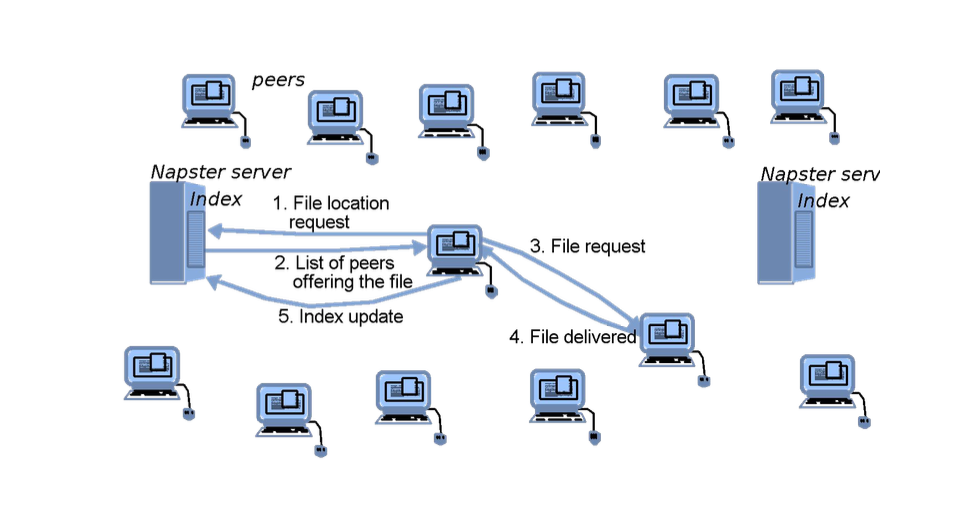 peers
Napster server
Index
Napster serv
Index
1. File location
request
2. List of peers
offering the file
3. File request
5. Index update
4. File delivered